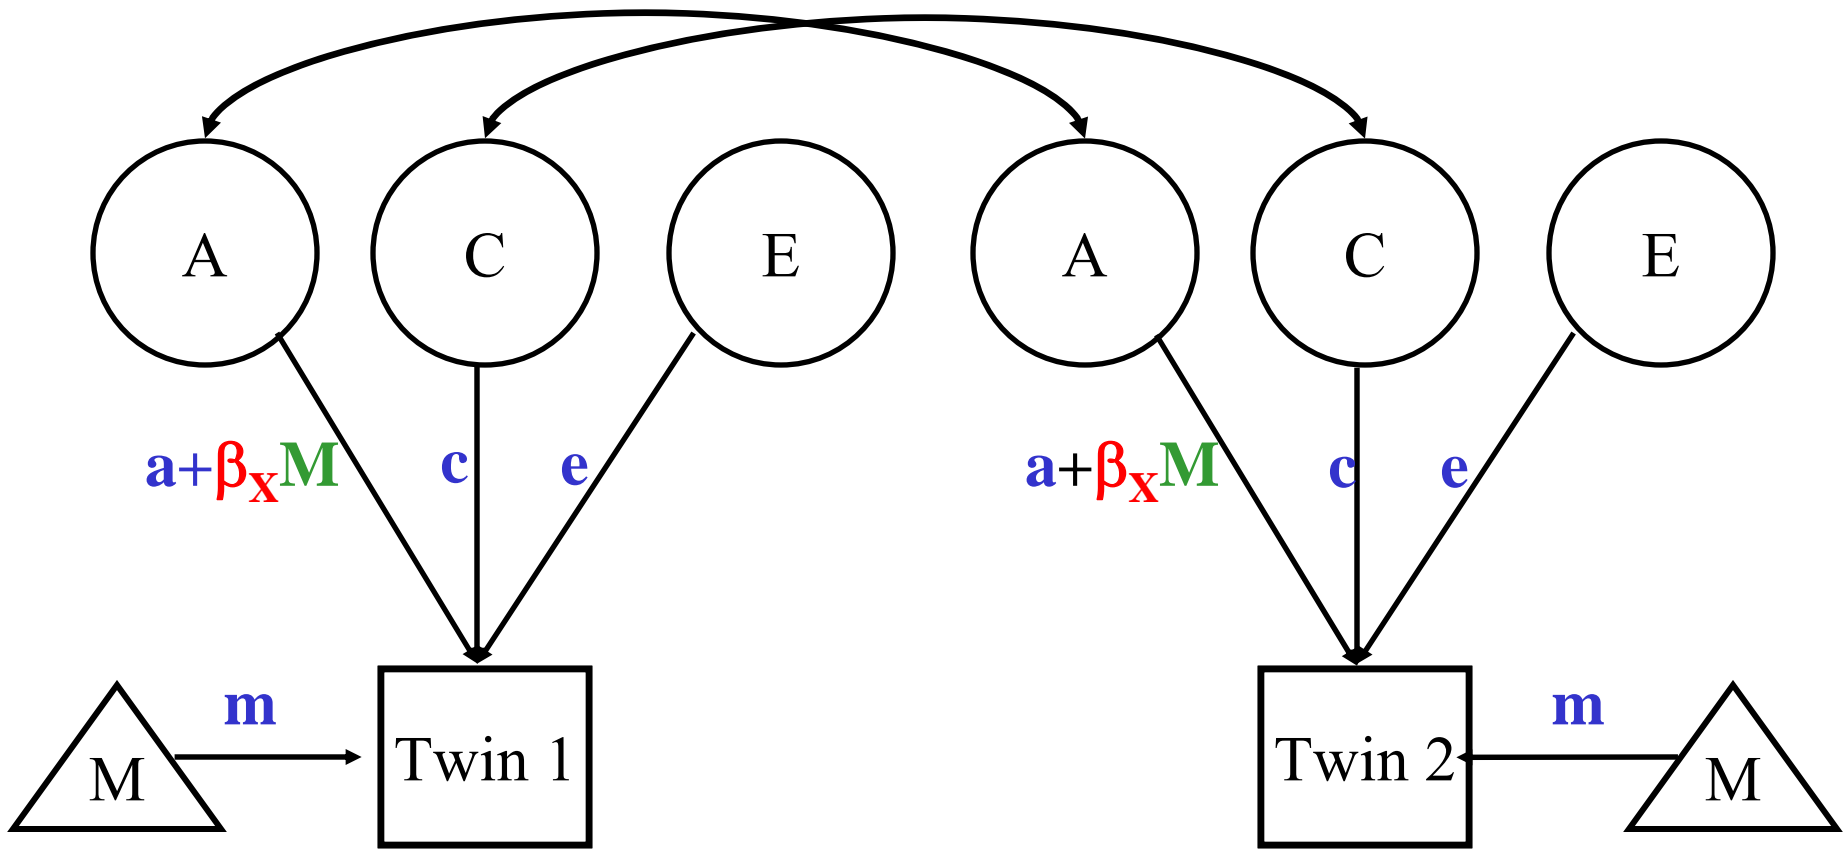 A C E A C E
a+βXM c e a+βXM c e
m m
M Twin 1 Twin 2 M